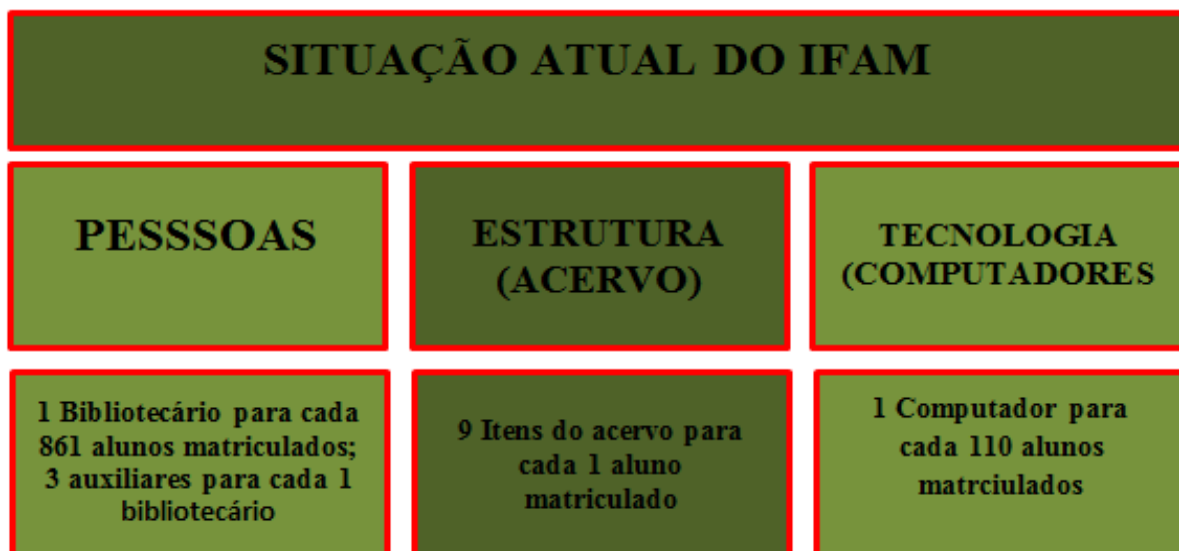 SITUAÇÃO ATUAL DO IFAM
PESSSOAS
ESTRUTURA
(ACERVO)
TECNOLOGIA
(COMPUTADORES
1 Bibliotecário para cada
861 alunos matriculados;
3 auxiliares para cada 1
bibliotecário
9 Itens do acervo para
cada 1 aluno
matriculado
1 Computador para
cada 110 alunos
matrciulados